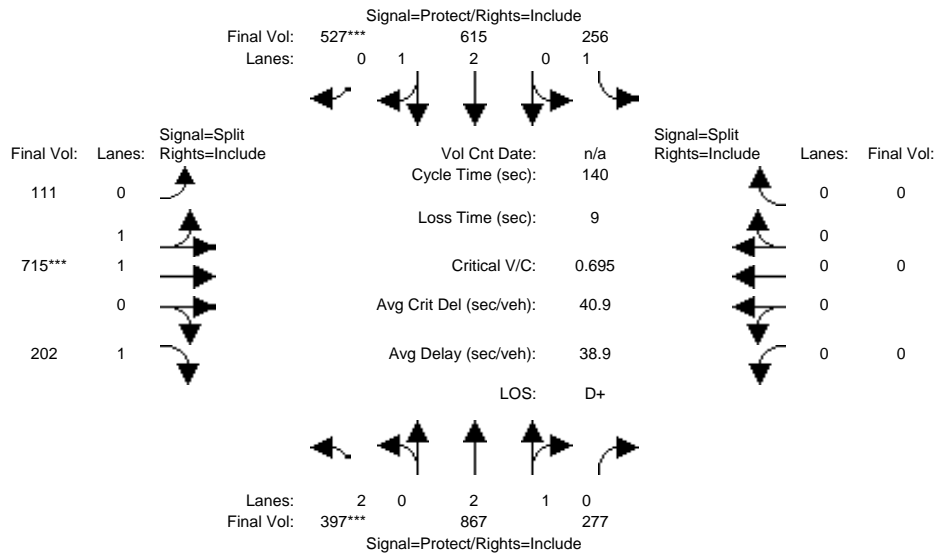 Signal=Protect/Rights=Include
Final Vol: 527*** 615 256
Lanes: 0 1 2 0 1
Signal=Split
Final Vol: Lanes: Rights=Include
Vol Cnt Date: n/a
Signal=Split
Rights=Include Lanes: Final Vol:
Cycle Time (sec): 140
111 0
0 0
Loss Time (sec): 9
1
0
715*** 1
Critical V/C: 0.695
0 0
0
Avg Crit Del (sec/veh): 40.9
0
202 1
Avg Delay (sec/veh): 38.9
0 0
LOS: D+
Lanes: 2 0 2 1 0
Final Vol: 397*** 867 277
Signal=Protect/Rights=Include